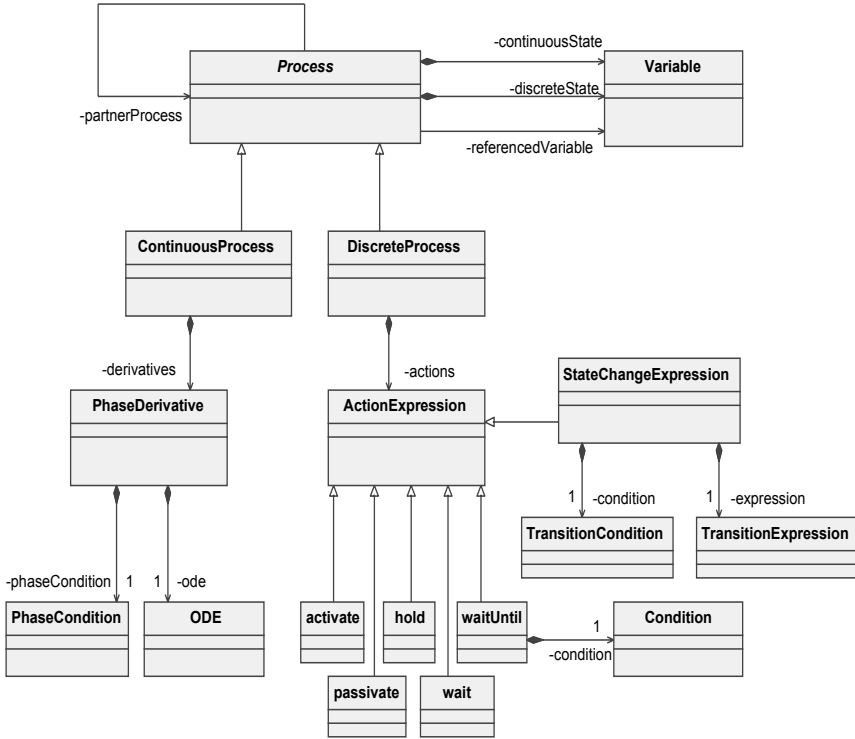 -continuousState
Process
Variable
-discreteState
-partnerProcess
-referencedVariable
ContinuousProcess
DiscreteProcess
-derivatives
-actions
StateChangeExpression
PhaseDerivative
ActionExpression
1
-condition
1
-expression
TransitionCondition
TransitionExpression
-phaseCondition
1
1
-ode
PhaseCondition
ODE
activate
hold
waitUntil
1
Condition
-condition
passivate
wait